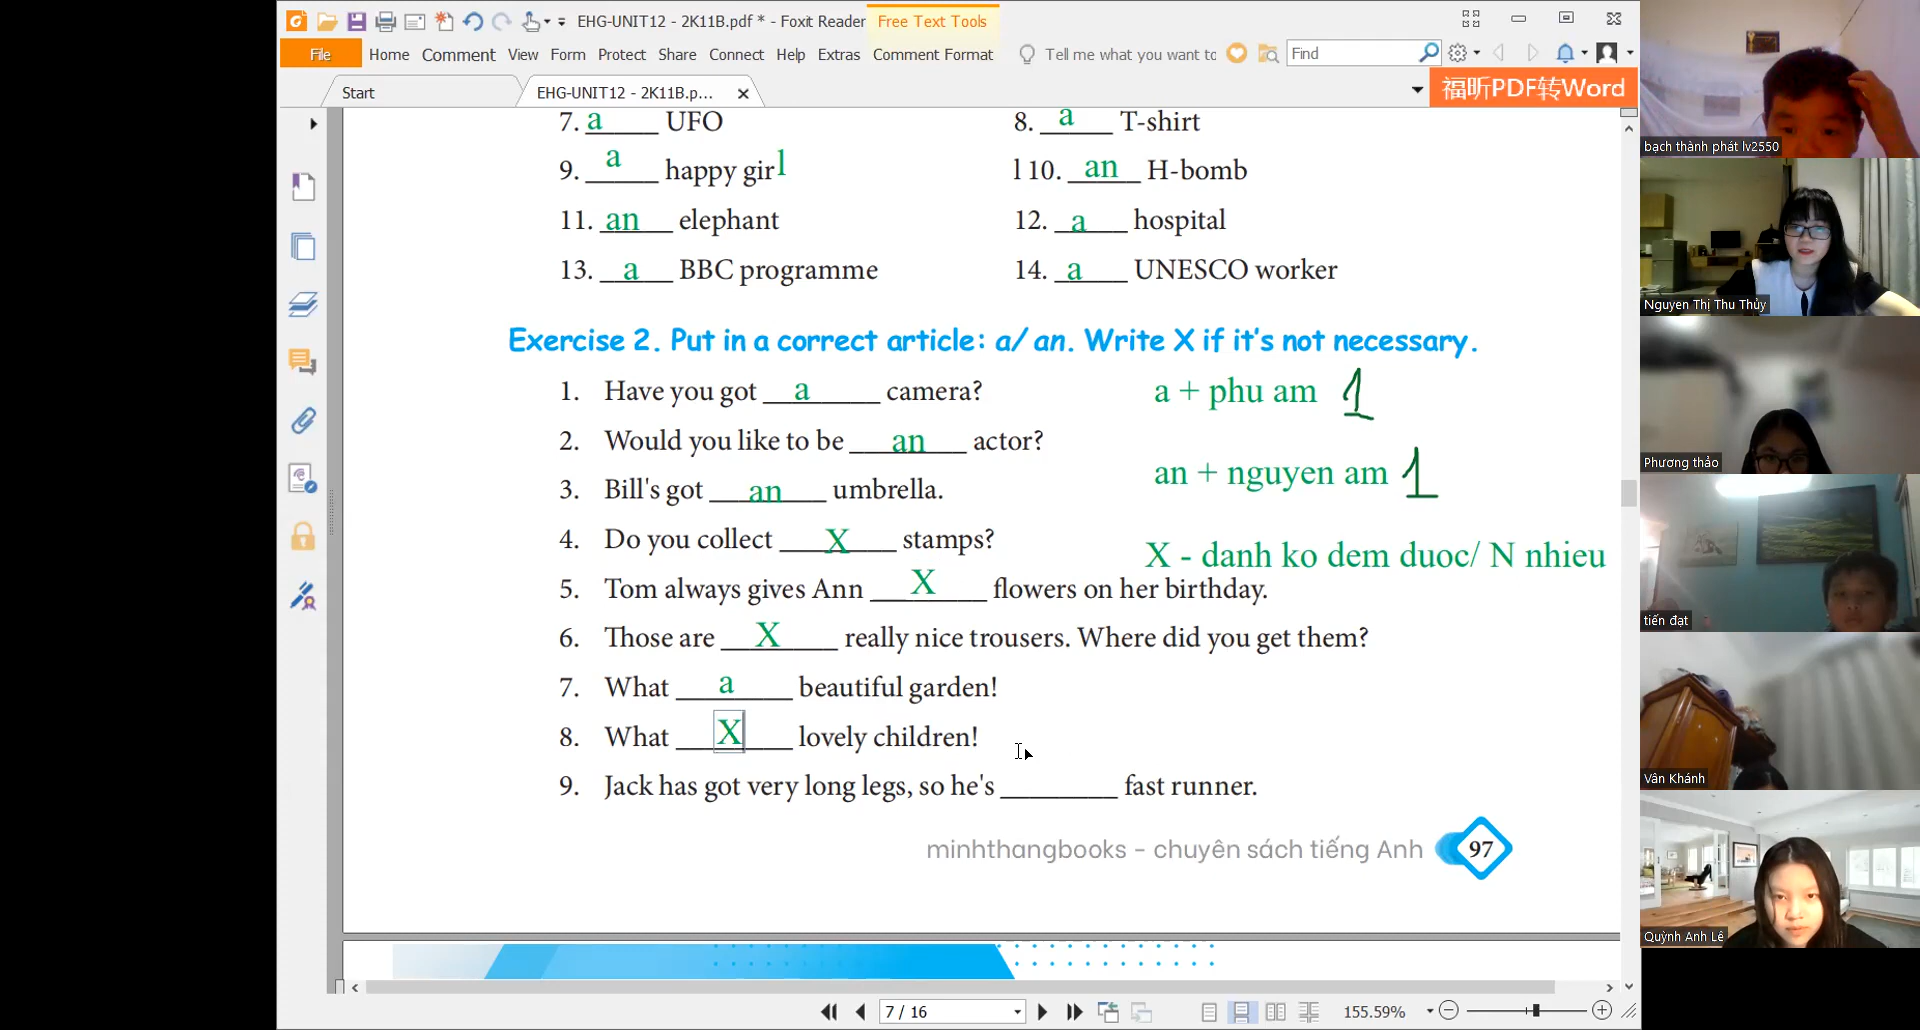 EHG-UNIT12 - 2K11B.pdf * - Foxit Reader
Free Text Tools
File Home Comment View Form Protect Share Connect Help Extras Comment Format Tell me what you want to Find
Start
EHG-UNIT12 - 2K11B.p...
福昕PDF转Word
7. a UFO
8. a T-shirt
9. a happy girl
l 10. an H-bomb
11. an elephant
12. a hospital
13. a BBC programme
14. a UNESCO worker
Exercise 2. Put in a correct article: a/ an. Write X if it's not necessary.
1. Have you got a camera?
a + phu am 1
2. Would you like to be an actor?
an + nguyen am 1
3. Bill's got an umbrella.
4. Do you collect X stamps?
X - danh ko dem duoc/ N nhieu
5. Tom always gives Ann X flowers on her birthday.
6. Those are X really nice trousers. Where did you get them?
7. What a beautiful garden!
8. What X lovely children!
9. Jack has got very long legs, so he's ________ fast runner.
minhthangbooks - chuyên sách tiếng Anh
97
7 / 16
155.59%
bạch thành phát lv2550
Nguyen Thị Thu Thủy
Phương thảo
tiến đạt
Vân Khánh
Quỳnh Anh Lê